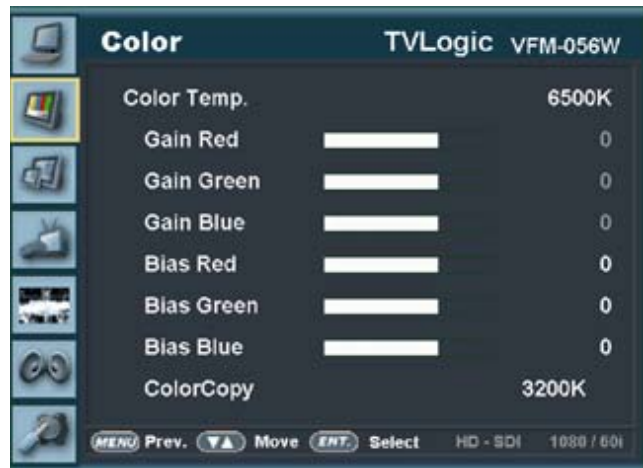 Color TVLogic VFM-056W
Color Temp. 6500K
Gain Red 0
Gain Green 0
Gain Blue 0
Bias Red 0
Bias Green 0
Bias Blue 0
ColorCopy 3200K
MENU Prev. ▼▲ Move ENT. Select HD - SDI 1080 / 60i